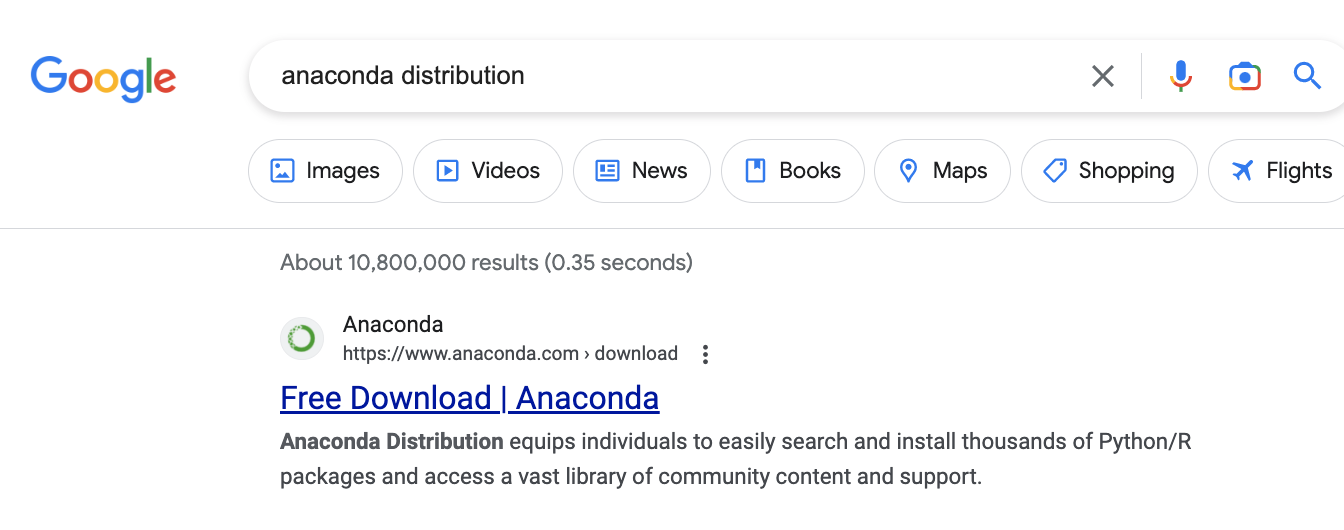 Google
anaconda distribution
Images Videos News Books Maps Shopping Flights
About 10,800,000 results (0.35 seconds)
Anaconda
https://www.anaconda.com › download
Free Download | Anaconda
Anaconda Distribution equips individuals to easily search and install thousands of Python/R
packages and access a vast library of community content and support.